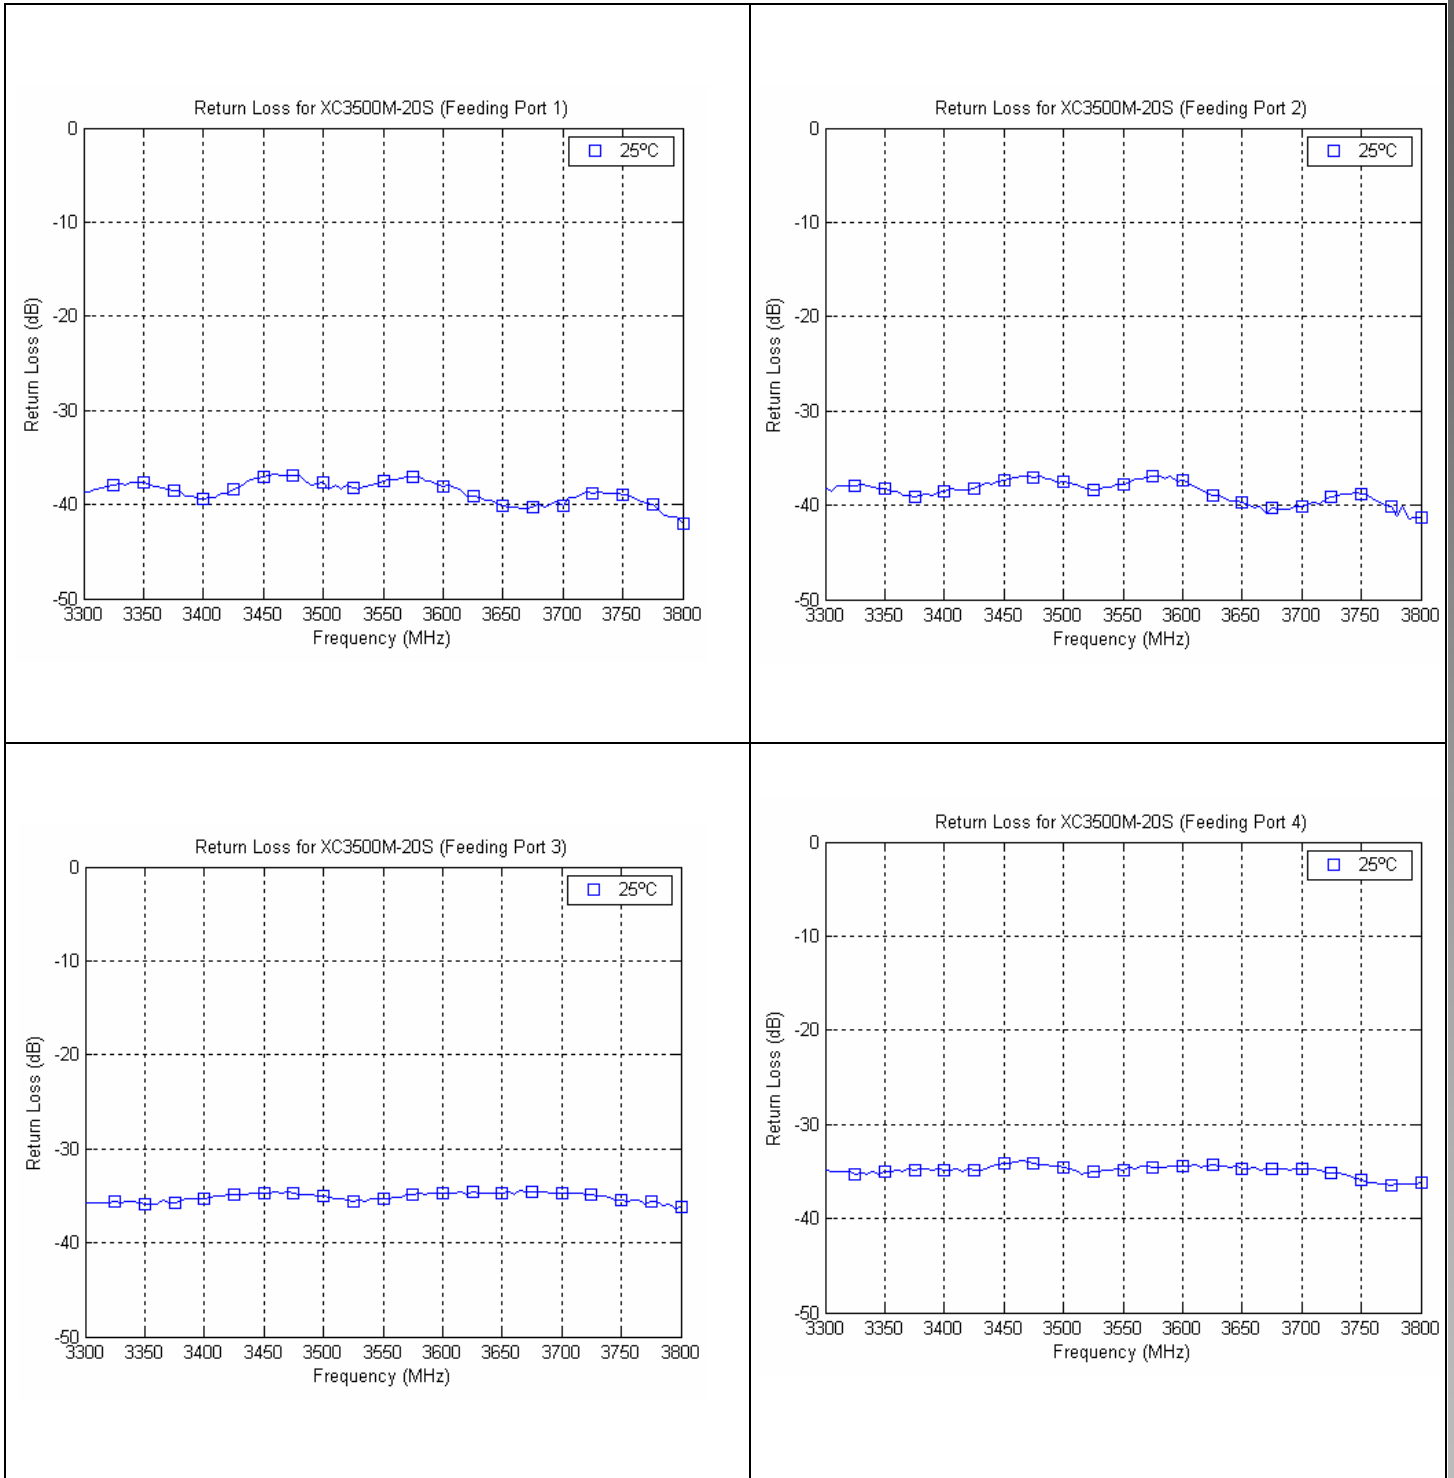 Return Loss for XC3500M-20S (Feeding Port 1)
25ºC
0
-10
-20
-30
-40
-50
Return Loss (dB)
3300 3350 3400 3450 3500 3550 3600 3650 3700 3750 3800
Frequency (MHz)
Return Loss for XC3500M-20S (Feeding Port 2)
25ºC
0
-10
-20
-30
-40
-50
Return Loss (dB)
3300 3350 3400 3450 3500 3550 3600 3650 3700 3750 3800
Frequency (MHz)
Return Loss for XC3500M-20S (Feeding Port 3)
25ºC
0
-10
-20
-30
-40
-50
Return Loss (dB)
3300 3350 3400 3450 3500 3550 3600 3650 3700 3750 3800
Frequency (MHz)
Return Loss for XC3500M-20S (Feeding Port 4)
25ºC
0
-10
-20
-30
-40
-50
Return Loss (dB)
3300 3350 3400 3450 3500 3550 3600 3650 3700 3750 3800
Frequency (MHz)